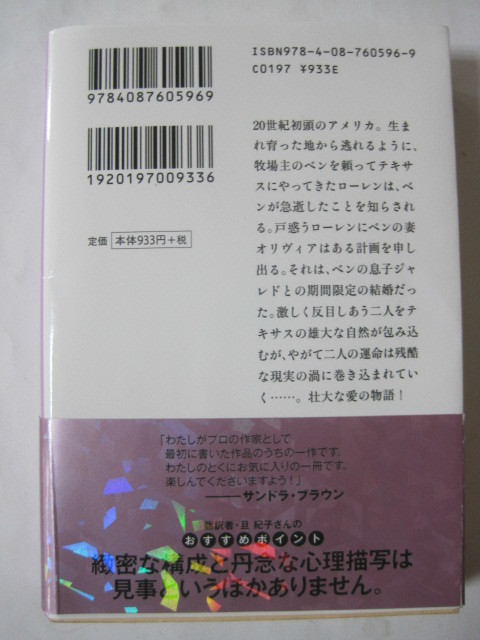 ISBN978-4-08-760596-9
C0197 ¥933E
9784087605969
1920197009336
定価 本体933円+税
20世紀初頭のアメリカ。生ま
れ育った地から逃れるように、
牧場主のベンを頼ってテキサ
スにやってきたローレンは、ベ
ンが急逝したことを知らされ
る。戸惑うローレンにベンの妻
オリヴィアはある計画を申し
出る。それは、ベンの息子ジャ
レドとの期間限定の結婚だっ
た。激しく反目しあう二人をテ
キサスの雄大な自然が包み込
むが、やがて二人の運命は残酷
な現実の渦に巻き込まれてい
く……。壮大な愛の物語！
「わたしがプロの作家として
最初に書いた作品のうちの一作です。
わたしのとくにお気に入りの一冊です。
楽しんでくださいますよう！」
――サンドラ・ブラウン
翻訳者・旦 紀子さんの
おすすめポイント
緻密な構成と丹念な心理描写は
見事というほかありません。